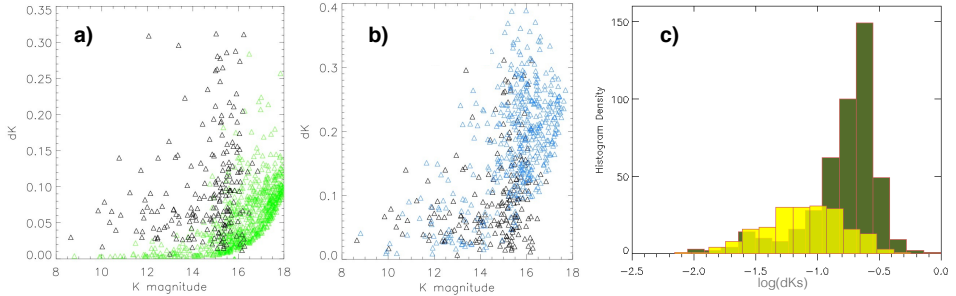 a)
0.35
0.30
0.25
0.20
0.15
0.10
0.05
0.00
dK
8 10 12 14 16 18
K magnitude
b)
0.4
0.3
0.2
0.1
0.0
dK
8 10 12 14 16 18
K magnitude
c)
150
100
50
0
Histogram Density
-2.5 -2.0 -1.5 -1.0 -0.5 0.0
log(dKs)